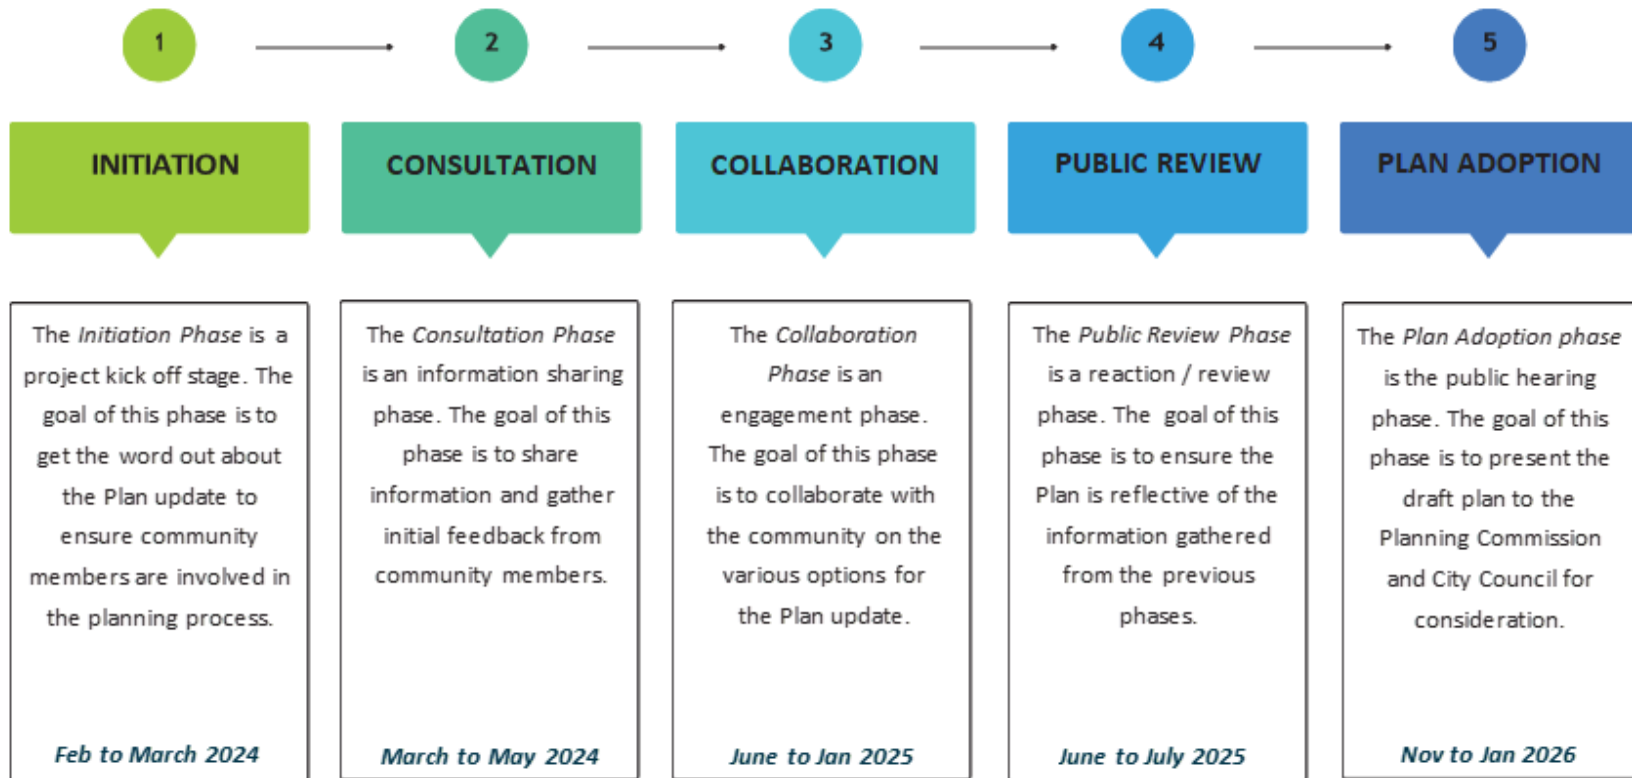 1
2
3
4
5
INITIATION
CONSULTATION
COLLABORATION
PUBLIC REVIEW
PLAN ADOPTION
The Initiation Phase is a
project kick off stage. The
goal of this phase is to
get the word out about
the Plan update to
ensure community
members are involved in
the planning process.
Feb to March 2024
The Consultation Phase
is an information sharing
phase. The goal of this
phase is to share
information and gather
initial feedback from
community members.
March to May 2024
The Collaboration
Phase is an
engagement phase.
The goal of this phase
is to collaborate with
the community on the
various options for
the Plan update.
June to Jan 2025
The Public Review Phase
is a reaction / review
phase. The goal of this
phase is to ensure the
Plan is reflective of the
information gathered
from the previous
phases.
June to July 2025
The Plan Adoption phase
is the public hearing
phase. The goal of this
phase is to present the
draft plan to the
Planning Commission
and City Council for
consideration.
Nov to Jan 2026